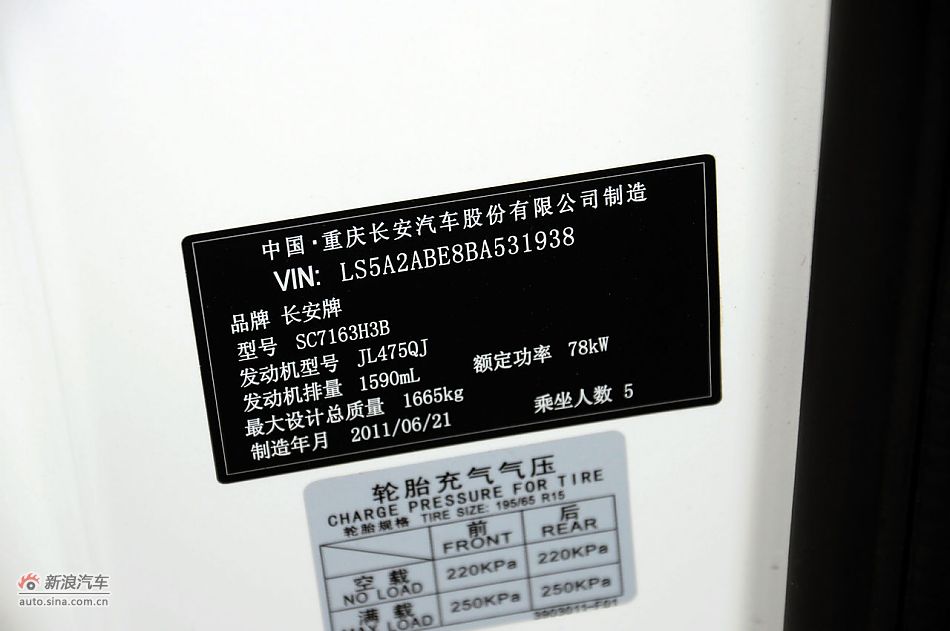 中国·重庆长安汽车股份有限公司制造
VIN: LS5A2ABE8BA531938
品牌 长安牌
型号 SC7163H3B
发动机型号 JL475QJ
发动机排量 1590mL 额定功率 78kW
最大设计总质量 1665kg
制造年月 2011/06/21 乘坐人数 5
轮胎充气气压
CHARGE PRESSURE FOR TIRE
轮胎规格 TIRE SIZE: 195/65 R15
前 后
FRONT REAR
空载 220KPa 220KPa
NO LOAD
满载 250KPa 250KPa
MAX LOAD
3903011-F01
新浪汽车
auto.sina.com.cn